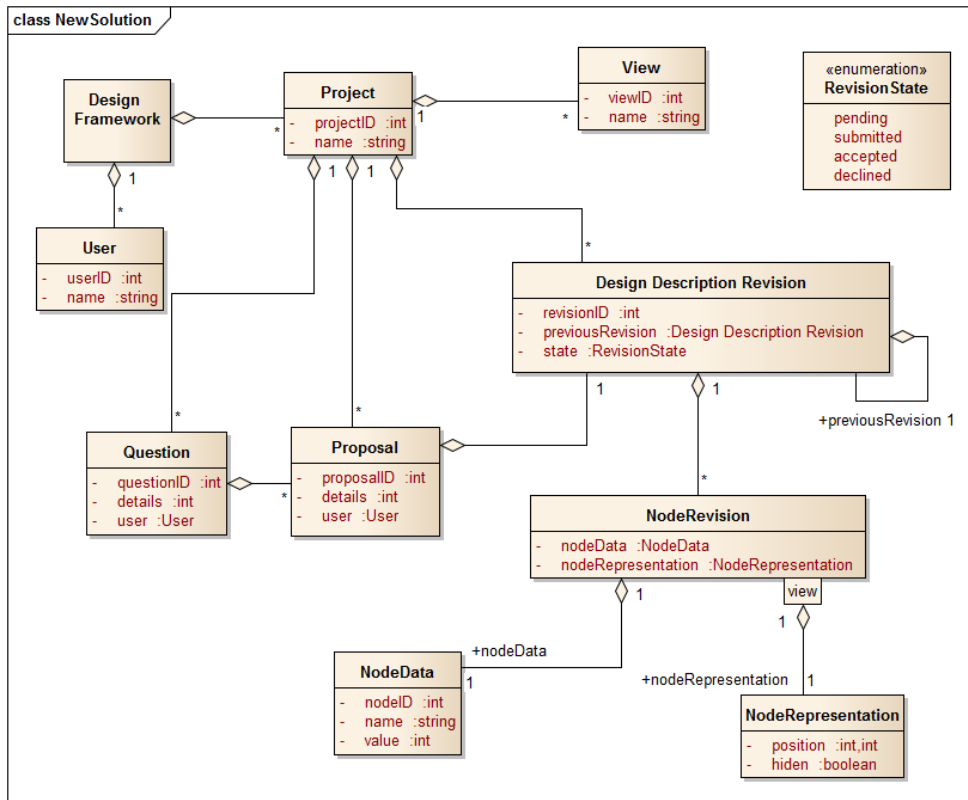 class NewSolution
Design
Framework
*
1
*
Project
- projectID :int
- name :string
1
*
View
- viewID :int
- name :string
«enumeration»
RevisionState
pending
submitted
accepted
declined
User
- userID :int
- name :string
1
1
1
*
*
*
Design Description Revision
- revisionID :int
- previousRevision :Design Description Revision
- state :RevisionState
1
1
+previousRevision 1
Question
- questionID :int
- details :int
- user :User
*
Proposal
- proposalID :int
- details :int
- user :User
*
NodeRevision
- nodeData :NodeData
- nodeRepresentation :NodeRepresentation
view
1
1
+nodeData
1
NodeData
- nodeID :int
- name :string
- value :int
+nodeRepresentation 1
NodeRepresentation
- position :int,int
- hiden :boolean